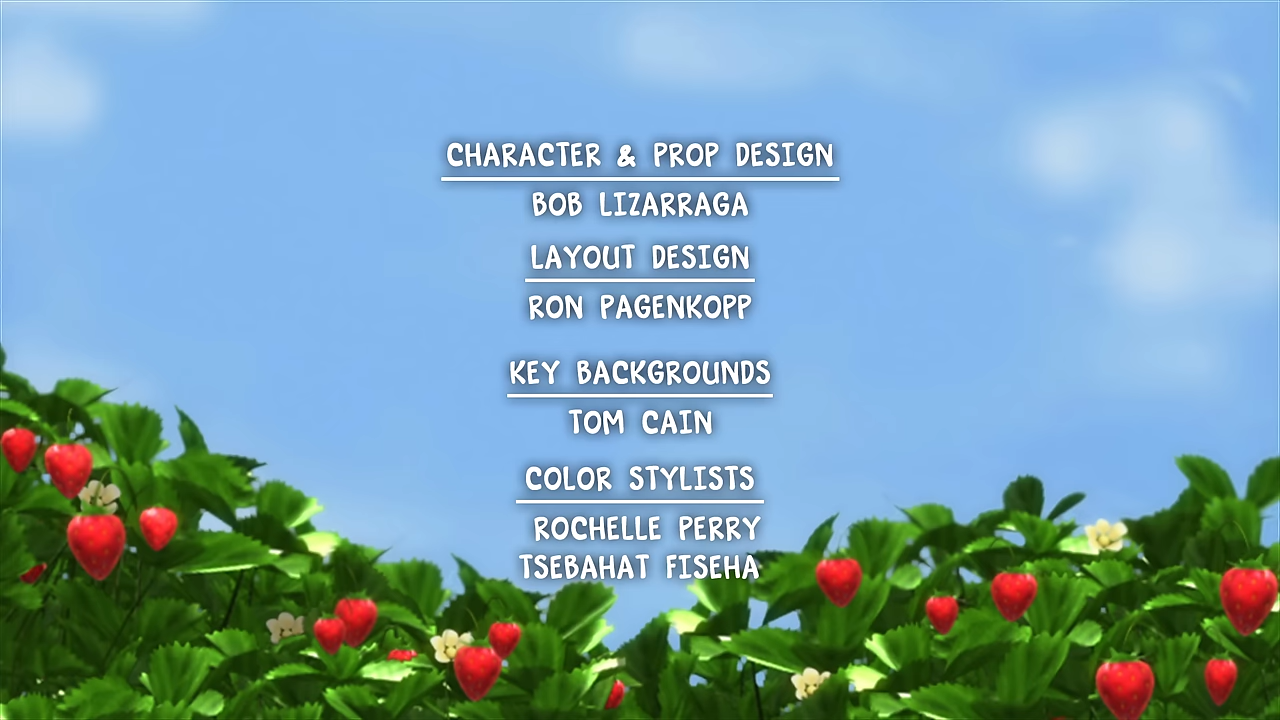 CHARACTER & PROP DESIGN
BOB LIZARRAGA
LAYOUT DESIGN
RON PAGENKOPP
KEY BACKGROUNDS
TOM CAIN
COLOR STYLISTS
ROCHELLE PERRY
TSEBAHAT FISEHA